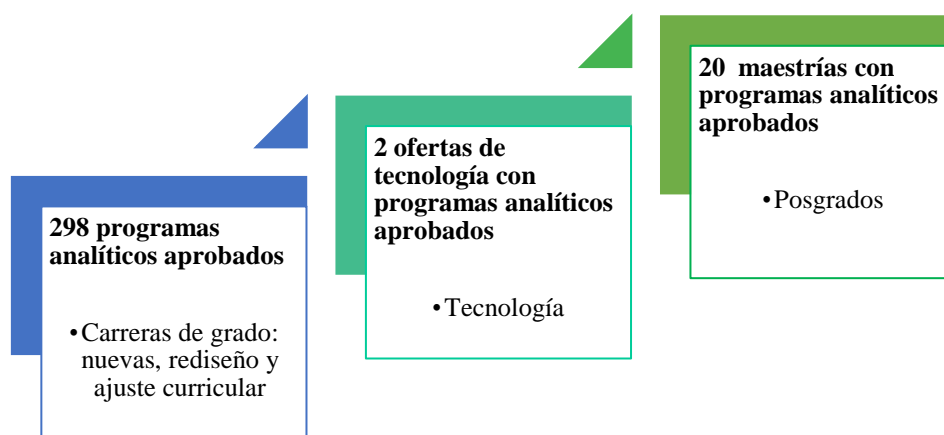 298 programas
analíticos aprobados
•Carreras de grado:
nuevas, rediseño y
ajuste curricular
2 ofertas de
tecnología con
programas analíticos
aprobados
•Tecnología
20 maestrías con
programas analíticos
aprobados
•Posgrados